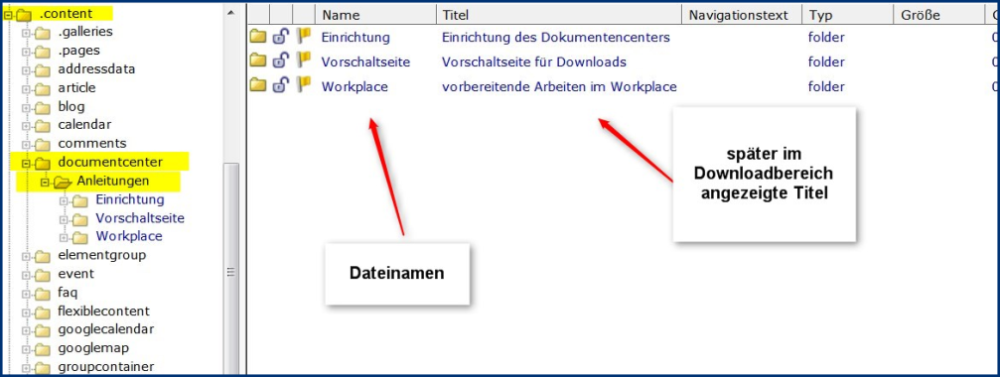 .content
.galleries
.pages
addressdata
article
blog
calendar
comments
documentcenter
Anleitungen
Einrichtung
Vorschaltseite
Workplace
elementgroup
event
faq
flexiblecontent
googlecalendar
googlemap
groupcontainer
Name Titel Navigationstext Typ Größe
Einrichtung Einrichtung des Dokumentencenters folder
Vorschaltseite Vorschaltseite für Downloads folder
Workplace vorbereitende Arbeiten im Workplace folder
später im
Downloadbereich
angezeigte Titel
Dateinamen